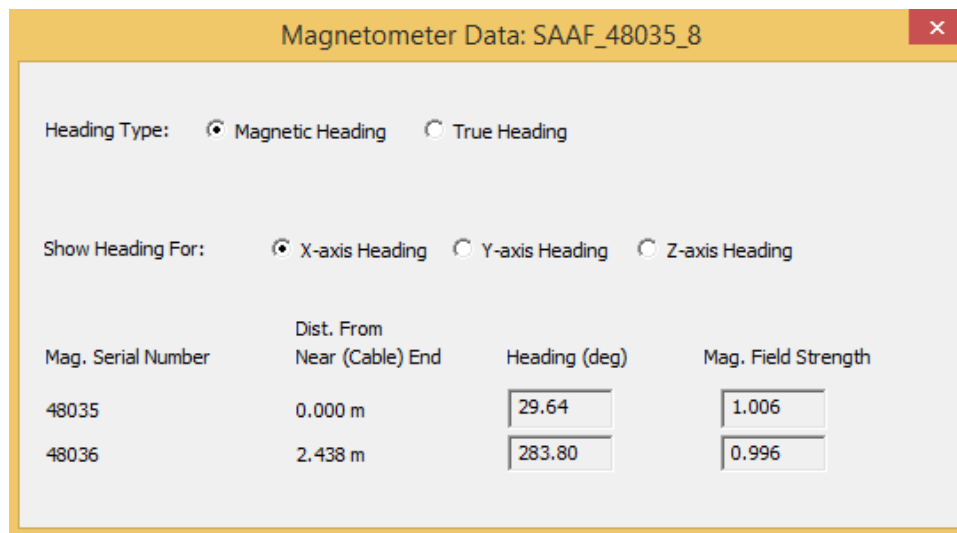 Magnetometer Data: SAAF_48035_8
Heading Type: Magnetic Heading True Heading
Show Heading For: X-axis Heading Y-axis Heading Z-axis Heading
Dist. From
Mag. Serial Number Near (Cable) End Heading (deg) Mag. Field Strength
48035 0.000 m 29.64 1.006
48036 2.438 m 283.80 0.996